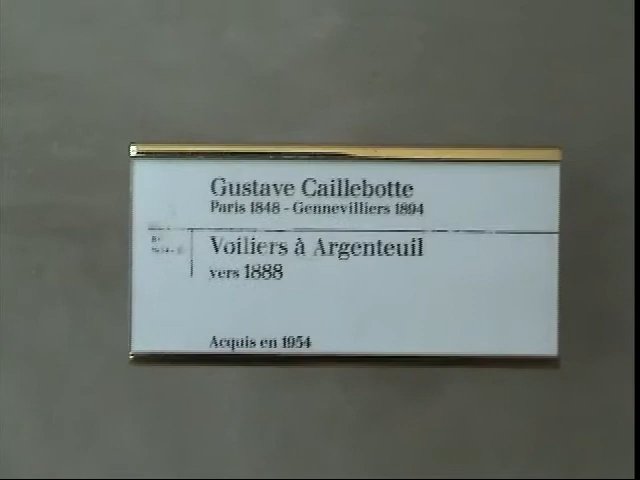 Gustave Caillebotte
Paris 1848 - Gennevilliers 1894
Voiliers à Argenteuil
vers 1888
Acquis en 1954